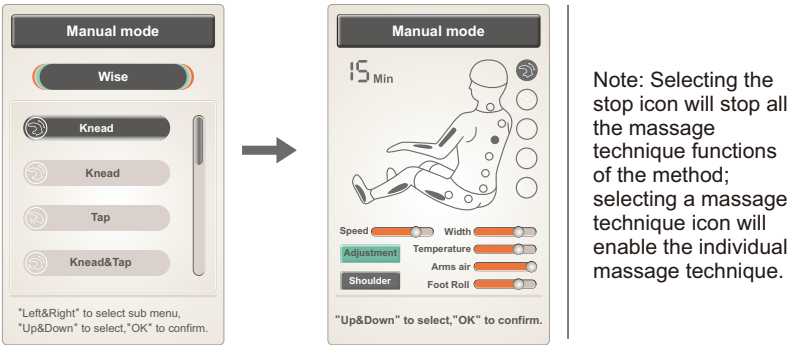 Manual mode
Wise
Knead
Knead
Tap
Knead&Tap
"Left&Right" to select sub menu,
"Up&Down" to select,"OK" to confirm.
Manual mode
15 Min
Speed
Width
Adjustment
Temperature
Arms air
Shoulder
Foot Roll
"Up&Down" to select,"OK" to confirm.
Note: Selecting the
stop icon will stop all
the massage
technique functions
of the method;
selecting a massage
technique icon will
enable the individual
massage technique.